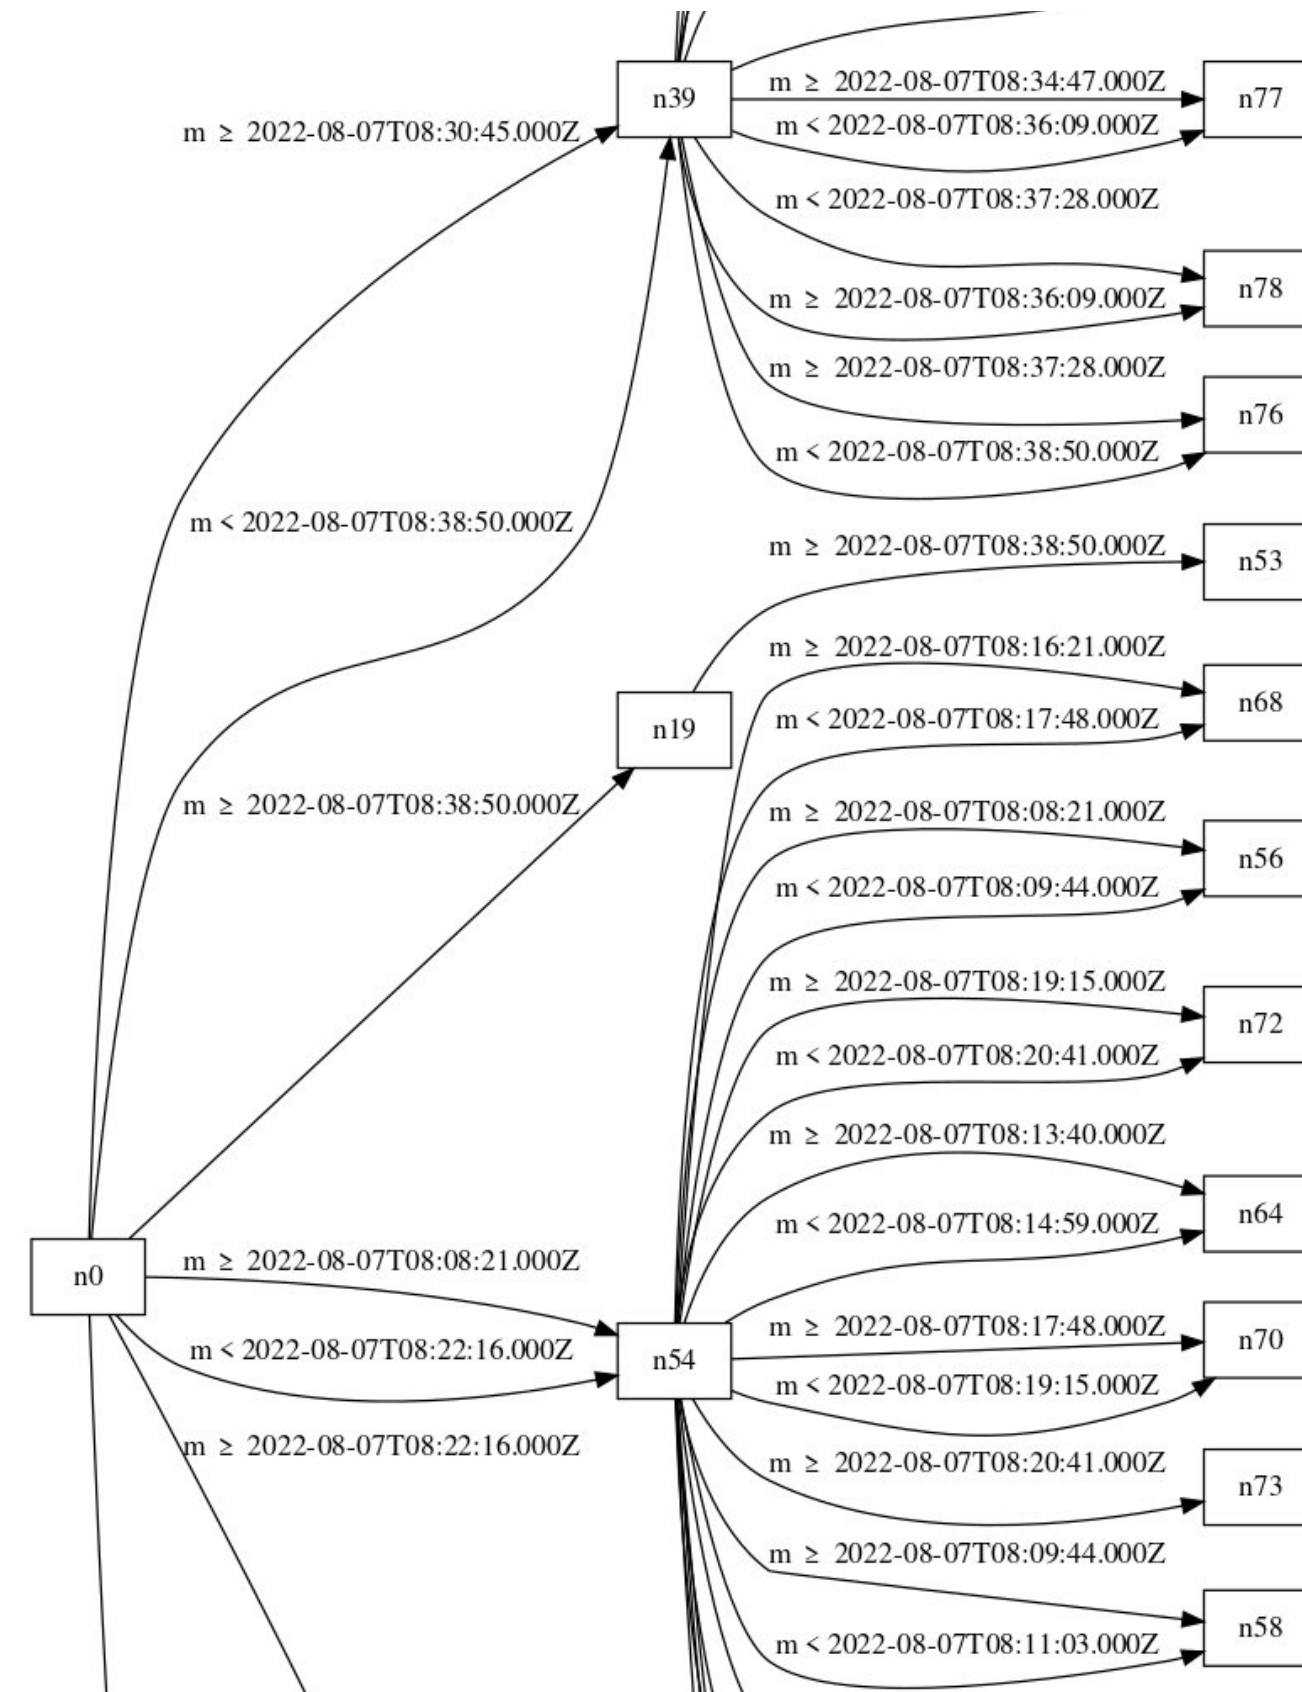 n39
m ≥ 2022-08-07T08:34:47.000Z
n77
m ≥ 2022-08-07T08:30:45.000Z
m < 2022-08-07T08:36:09.000Z
m < 2022-08-07T08:37:28.000Z
n78
m ≥ 2022-08-07T08:36:09.000Z
m ≥ 2022-08-07T08:37:28.000Z
n76
m < 2022-08-07T08:38:50.000Z
m < 2022-08-07T08:38:50.000Z
m ≥ 2022-08-07T08:38:50.000Z
n53
m ≥ 2022-08-07T08:16:21.000Z
n68
n19
m < 2022-08-07T08:17:48.000Z
m ≥ 2022-08-07T08:38:50.000Z
m ≥ 2022-08-07T08:08:21.000Z
n56
m < 2022-08-07T08:09:44.000Z
m ≥ 2022-08-07T08:19:15.000Z
n72
m < 2022-08-07T08:20:41.000Z
m ≥ 2022-08-07T08:13:40.000Z
n64
m < 2022-08-07T08:14:59.000Z
n0
m ≥ 2022-08-07T08:08:21.000Z
m ≥ 2022-08-07T08:17:48.000Z
n70
m < 2022-08-07T08:22:16.000Z
n54
m < 2022-08-07T08:19:15.000Z
m ≥ 2022-08-07T08:22:16.000Z
m ≥ 2022-08-07T08:20:41.000Z
n73
m ≥ 2022-08-07T08:09:44.000Z
n58
m < 2022-08-07T08:11:03.000Z